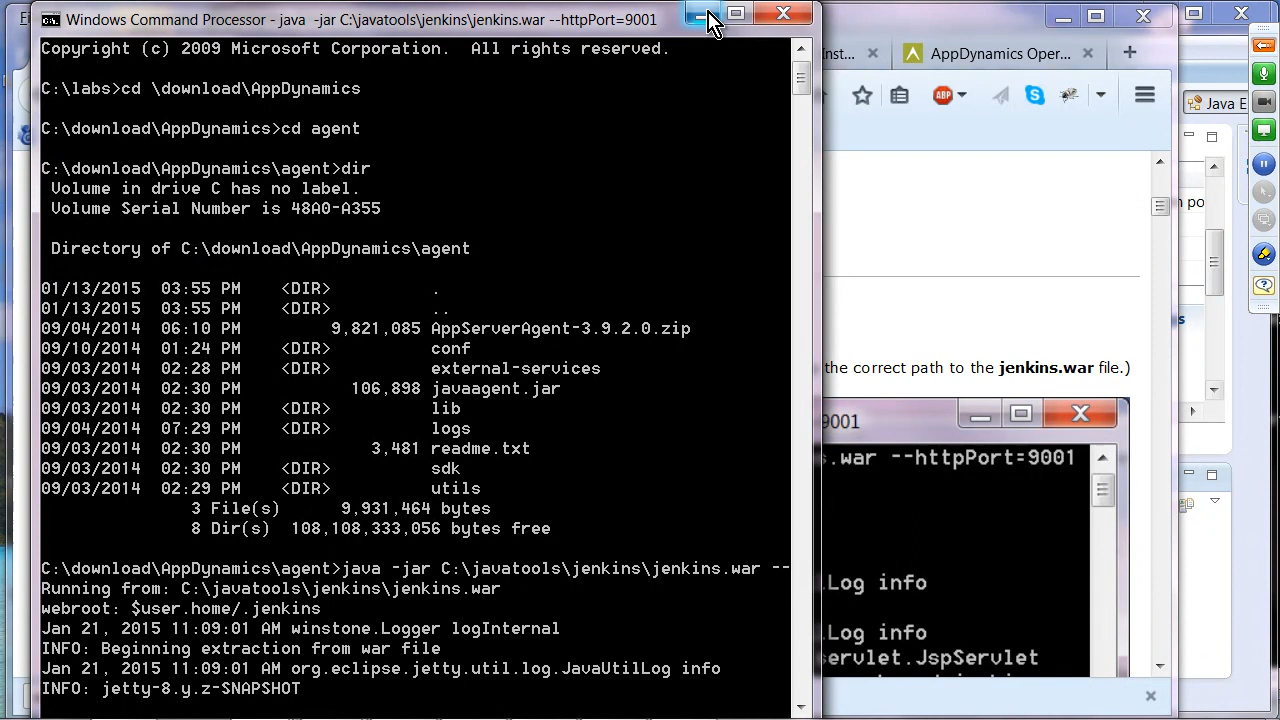 Windows Command Processor - java  -jar C:\javatools\jenkins\jenkins.war --httpPort=9001
Copyright (c) 2009 Microsoft Corporation.  All rights reserved.
C:\labs>cd \download\AppDynamics
C:\download\AppDynamics>cd agent
C:\download\AppDynamics\agent>dir
Volume in drive C has no label.
Volume Serial Number is 48A0-A355
Directory of C:\download\AppDynamics\agent
01/13/2015  03:55 PM    <DIR>          .
01/13/2015  03:55 PM    <DIR>          ..
09/04/2014  06:10 PM         9,821,085 AppServerAgent-3.9.2.0.zip
09/10/2014  01:24 PM    <DIR>          conf
09/03/2014  02:28 PM    <DIR>          external-services
09/03/2014  02:30 PM           106,898 javaagent.jar
09/03/2014  02:30 PM    <DIR>          lib
09/04/2014  07:29 PM    <DIR>          logs
09/03/2014  02:30 PM             3,481 readme.txt
09/03/2014  02:30 PM    <DIR>          sdk
09/03/2014  02:29 PM    <DIR>          utils
3 File(s)      9,931,464 bytes
8 Dir(s)  108,108,333,056 bytes free
C:\download\AppDynamics\agent>java -jar C:\javatools\jenkins\jenkins.war --
Running from: C:\javatools\jenkins\jenkins.war
webroot: $user.home/.jenkins
Jan 21, 2015 11:09:01 AM winstone.Logger logInternal
INFO: Beginning extraction from war file
Jan 21, 2015 11:09:01 AM org.eclipse.jetty.util.log.JavaUtilLog info
INFO: jetty-8.y.z-SNAPSHOT
nst...
AppDynamics Oper...
ABP
Java E
n po
s
the correct path to the jenkins.war file.)
9001
s.war --httpPort=9001
Log info
Log info
servlet.JspServlet